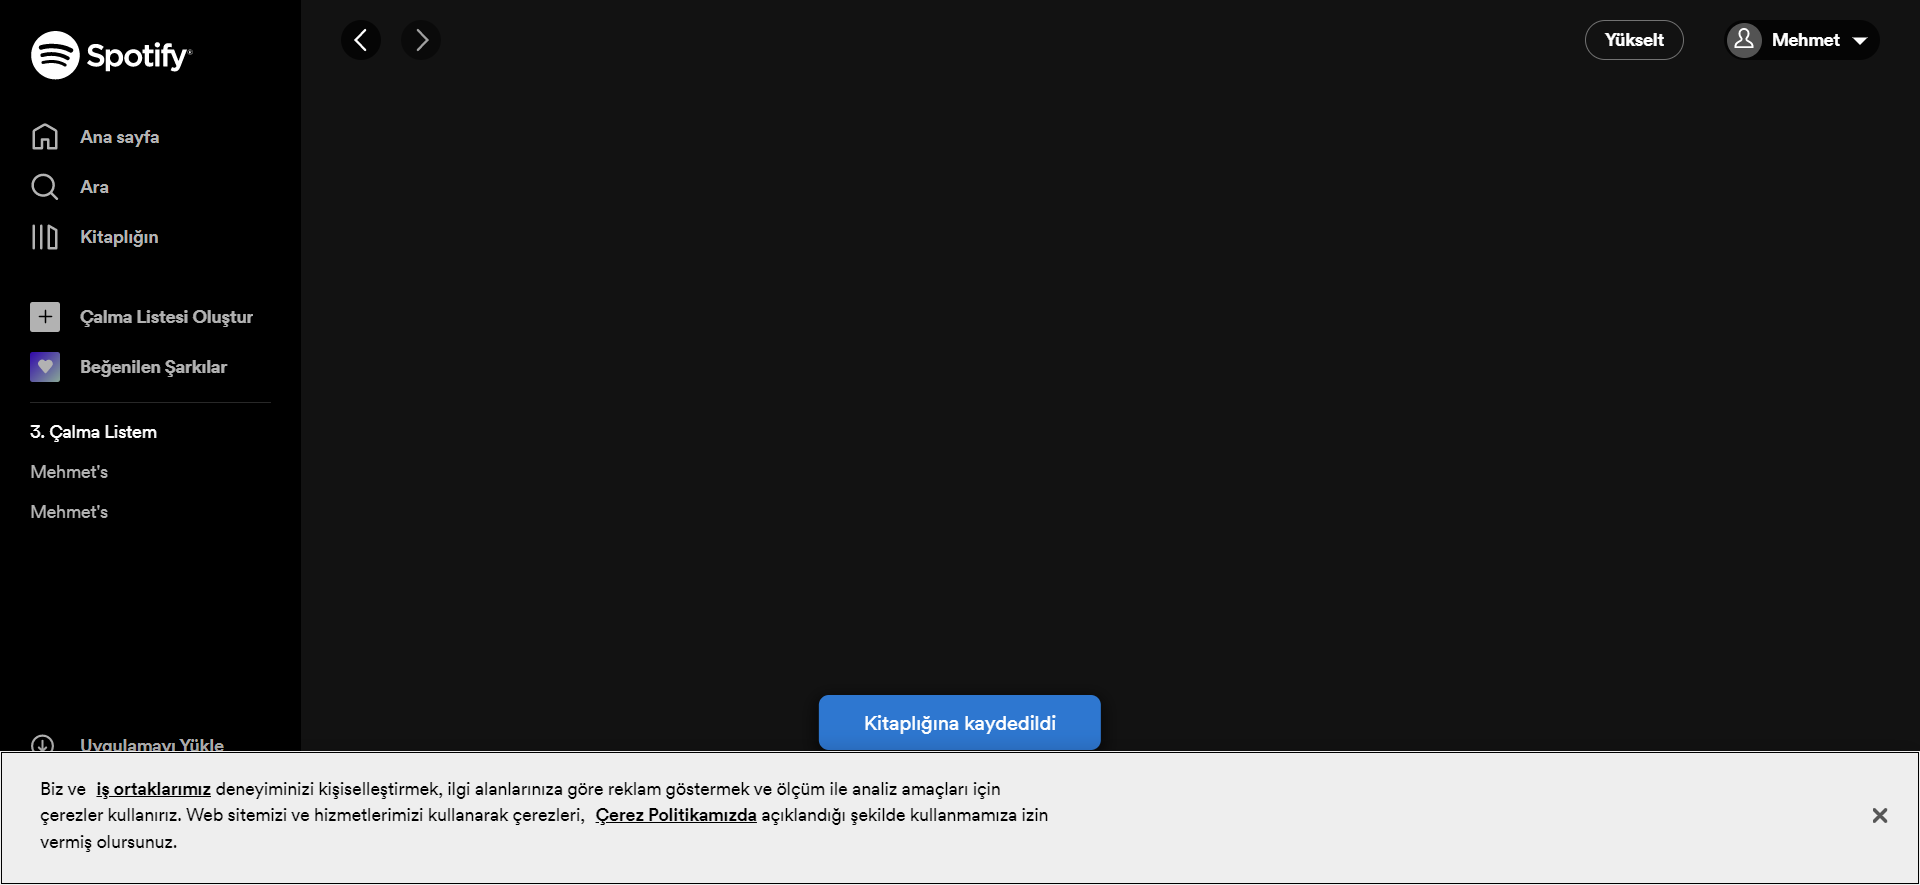 Spotify
Yükselt
Mehmet
Ana sayfa
Ara
Kitaplığın
Çalma Listesi Oluştur
Beğenilen Şarkılar
3. Çalma Listem
Mehmet's
Mehmet's
Kitaplığına kaydedildi
Uygulamayı Yükle
Biz ve iş ortaklarımız deneyiminizi kişiselleştirmek, ilgi alanlarınıza göre reklam göstermek ve ölçüm ile analiz amaçları için
çerezler kullanırız. Web sitemizi ve hizmetlerimizi kullanarak çerezleri, Çerez Politikamızda açıklandığı şekilde kullanmamıza izin
vermiş olursunuz.